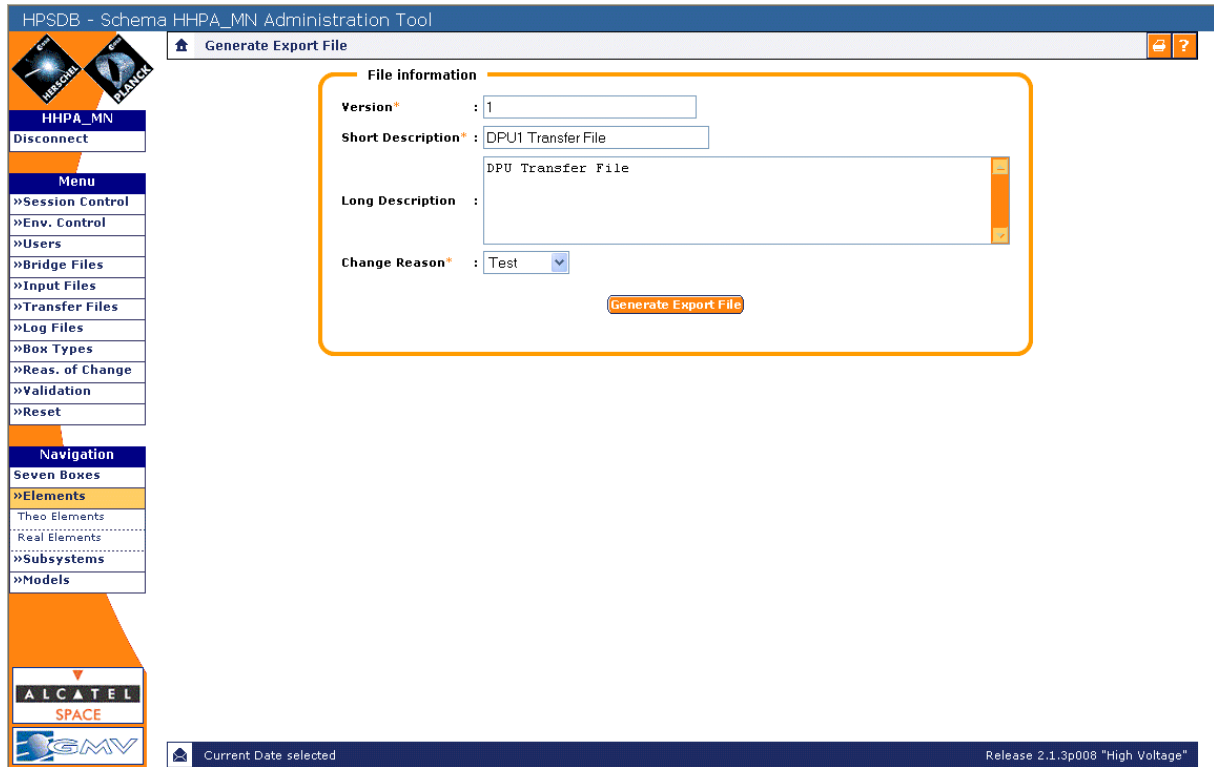 HPSDB - Schema HHPA_MN Administration Tool
esa
HERSCHEL
esa
PLANCK
HHPA_MN
Disconnect
Menu
»Session Control
»Env. Control
»Users
»Bridge Files
»Input Files
»Transfer Files
»Log Files
»Box Types
»Reas. of Change
»Validation
»Reset
Navigation
Seven Boxes
»Elements
Theo Elements
Real Elements
»Subsystems
»Models
ALCATEL
SPACE
GMV
Generate Export File
?
File information
Version* : 1
Short Description* : DPU1 Transfer File
Long Description : DPU Transfer File
Change Reason* : Test
Generate Export File
Current Date selected
Release 2.1.3p008 "High Voltage"